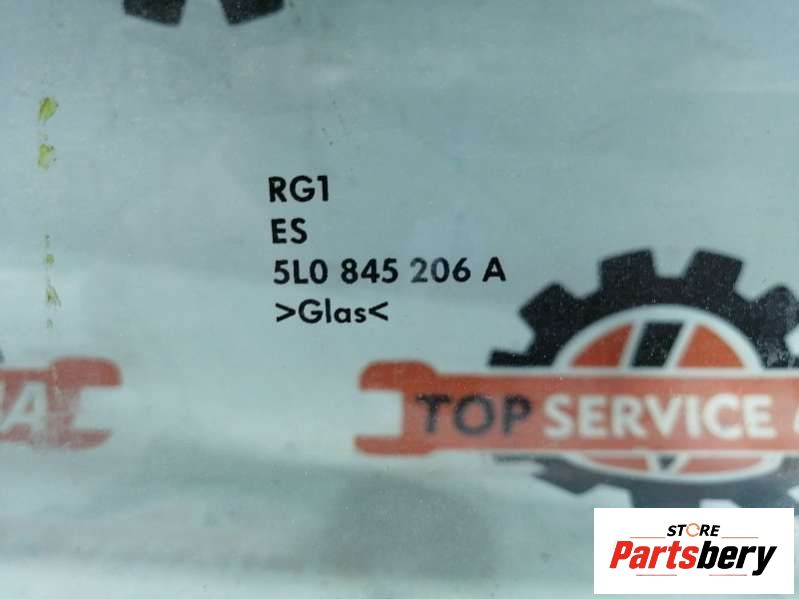 RG1
ES
5L0 845 206 A
>Glas<
TOP SERVICE
STORE
Partsbery